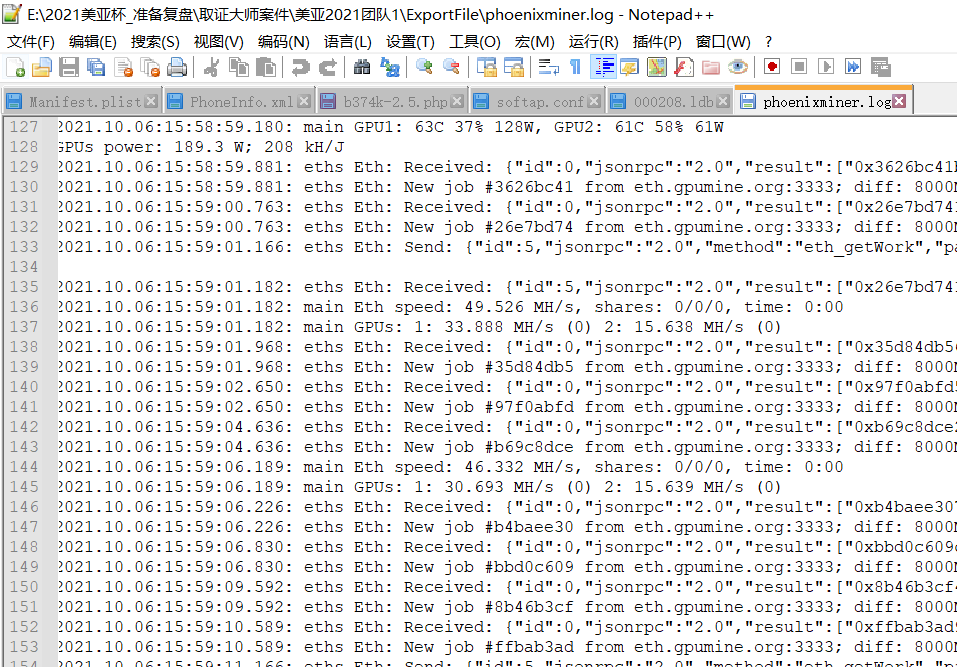 E:\2021美亚杯_准备复盘\取证大师案件\美亚2021团队1\ExportFile\phoenixminer.log - Notepad++
文件(F) 编辑(E) 搜索(S) 视图(V) 编码(N) 语言(L) 设置(T) 工具(O) 宏(M) 运行(R) 插件(P) 窗口(W) ?
Manifest.plist PhoneInfo.xml b374k-2.5.php softap.conf 000208.ldb phoenixminer.log
127 2021.10.06:15:58:59.180: main GPU1: 63C 37% 128W, GPU2: 61C 58% 61W
128 GPUs power: 189.3 W; 208 kH/J
129 2021.10.06:15:58:59.881: eths Eth: Received: {"id":0,"jsonrpc":"2.0","result":["0x3626bc41
130 2021.10.06:15:58:59.881: eths Eth: New job #3626bc41 from eth.gpumine.org:3333; diff: 8000
131 2021.10.06:15:59:00.763: eths Eth: Received: {"id":0,"jsonrpc":"2.0","result":["0x26e7bd741
132 2021.10.06:15:59:00.763: eths Eth: New job #26e7bd74 from eth.gpumine.org:3333; diff: 8000
133 2021.10.06:15:59:01.166: eths Eth: Send: {"id":5,"jsonrpc":"2.0","method":"eth_getWork","pa
134
135 2021.10.06:15:59:01.182: eths Eth: Received: {"id":5,"jsonrpc":"2.0","result":["0x26e7bd741
136 2021.10.06:15:59:01.182: main Eth speed: 49.526 MH/s, shares: 0/0/0, time: 0:00
137 2021.10.06:15:59:01.182: main GPUs: 1: 33.888 MH/s (0) 2: 15.638 MH/s (0)
138 2021.10.06:15:59:01.968: eths Eth: Received: {"id":0,"jsonrpc":"2.0","result":["0x35d84db5
139 2021.10.06:15:59:01.968: eths Eth: New job #35d84db5 from eth.gpumine.org:3333; diff: 8000
140 2021.10.06:15:59:02.650: eths Eth: Received: {"id":0,"jsonrpc":"2.0","result":["0x97f0abfd
141 2021.10.06:15:59:02.650: eths Eth: New job #97f0abfd from eth.gpumine.org:3333; diff: 8000
142 2021.10.06:15:59:04.636: eths Eth: Received: {"id":0,"jsonrpc":"2.0","result":["0xb69c8dce
143 2021.10.06:15:59:04.636: eths Eth: New job #b69c8dce from eth.gpumine.org:3333; diff: 8000
144 2021.10.06:15:59:06.189: main Eth speed: 46.332 MH/s, shares: 0/0/0, time: 0:00
145 2021.10.06:15:59:06.189: main GPUs: 1: 30.693 MH/s (0) 2: 15.639 MH/s (0)
146 2021.10.06:15:59:06.226: eths Eth: Received: {"id":0,"jsonrpc":"2.0","result":["0xb4baee30
147 2021.10.06:15:59:06.226: eths Eth: New job #b4baee30 from eth.gpumine.org:3333; diff: 8000
148 2021.10.06:15:59:06.830: eths Eth: Received: {"id":0,"jsonrpc":"2.0","result":["0xbbd0c609
149 2021.10.06:15:59:06.830: eths Eth: New job #bbd0c609 from eth.gpumine.org:3333; diff: 8000
150 2021.10.06:15:59:09.592: eths Eth: Received: {"id":0,"jsonrpc":"2.0","result":["0x8b46b3cf
151 2021.10.06:15:59:09.592: eths Eth: New job #8b46b3cf from eth.gpumine.org:3333; diff: 8000
152 2021.10.06:15:59:10.589: eths Eth: Received: {"id":0,"jsonrpc":"2.0","result":["0xffbab3ad
153 2021.10.06:15:59:10.589: eths Eth: New job #ffbab3ad from eth.gpumine.org:3333; diff: 8000
154 2021.10.06:15:59:11.166: eths Eth: Send: {"id":5,"jsonrpc":"2.0","method":"eth_getWork","pa